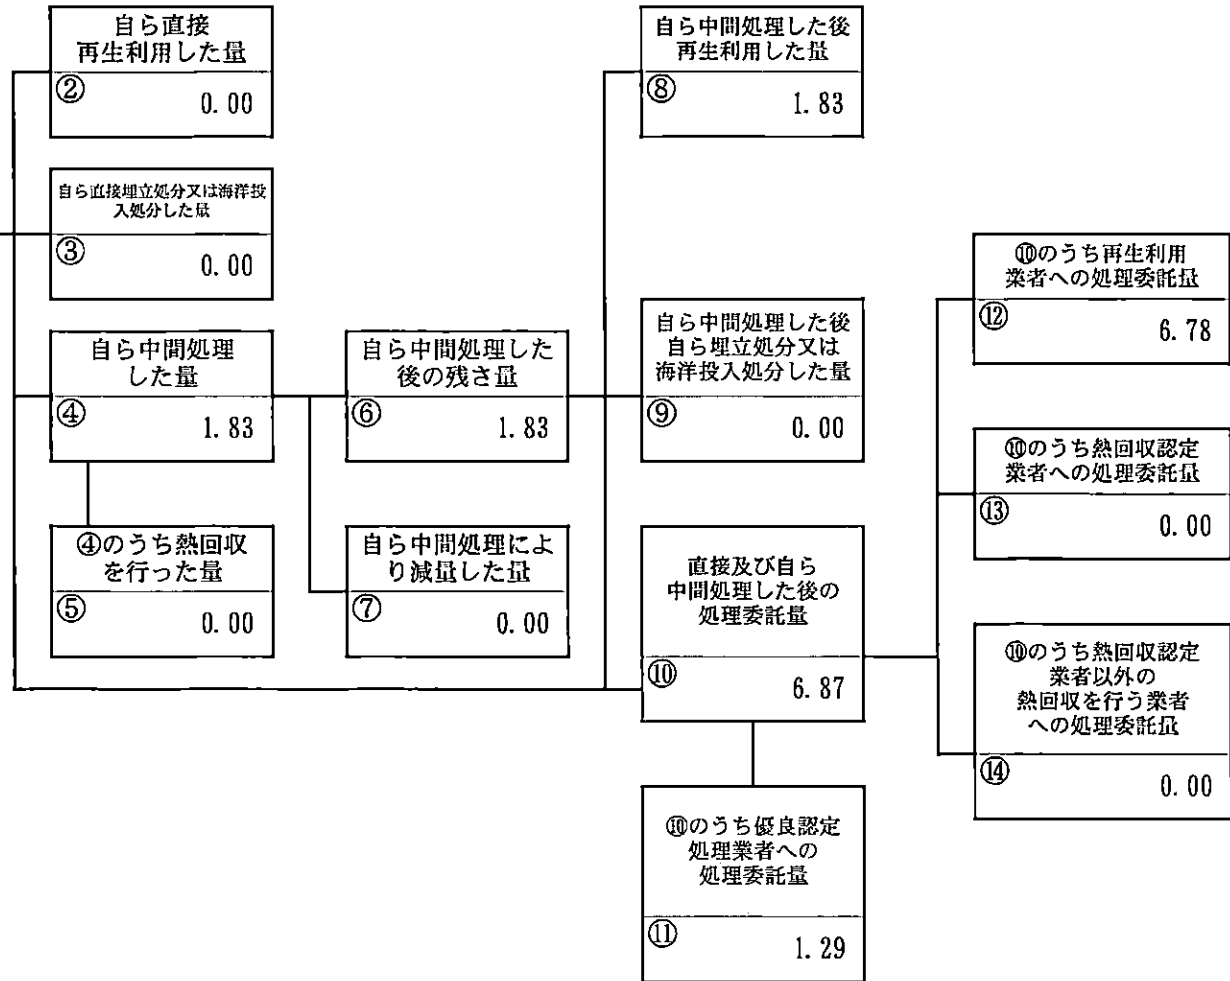 自ら直接
再生利用した量
②
0.00
自ら直接埋立処分又は海洋投
入処分した量
③
0.00
自ら中間処理
した量
④
1.83
④のうち熱回収
を行った量
⑤
0.00
自ら中間処理した
後の残さ量
⑥
1.83
自ら中間処理によ
り減量した量
⑦
0.00
自ら中間処理した後
再生利用した量
⑧
1.83
自ら中間処理した後
自ら埋立処分又は
海洋投入処分した量
⑨
0.00
直接及び自ら
中間処理した後の
処理委託量
⑩
6.87
⑩のうち優良認定
処理業者への
処理委託量
⑪
1.29
⑩のうち再生利用
業者への処理委託量
⑫
6.78
⑩のうち熱回収認定
業者への処理委託量
⑬
0.00
⑩のうち熱回収認定
業者以外の
熱回収を行う業者
への処理委託量
⑭
0.00